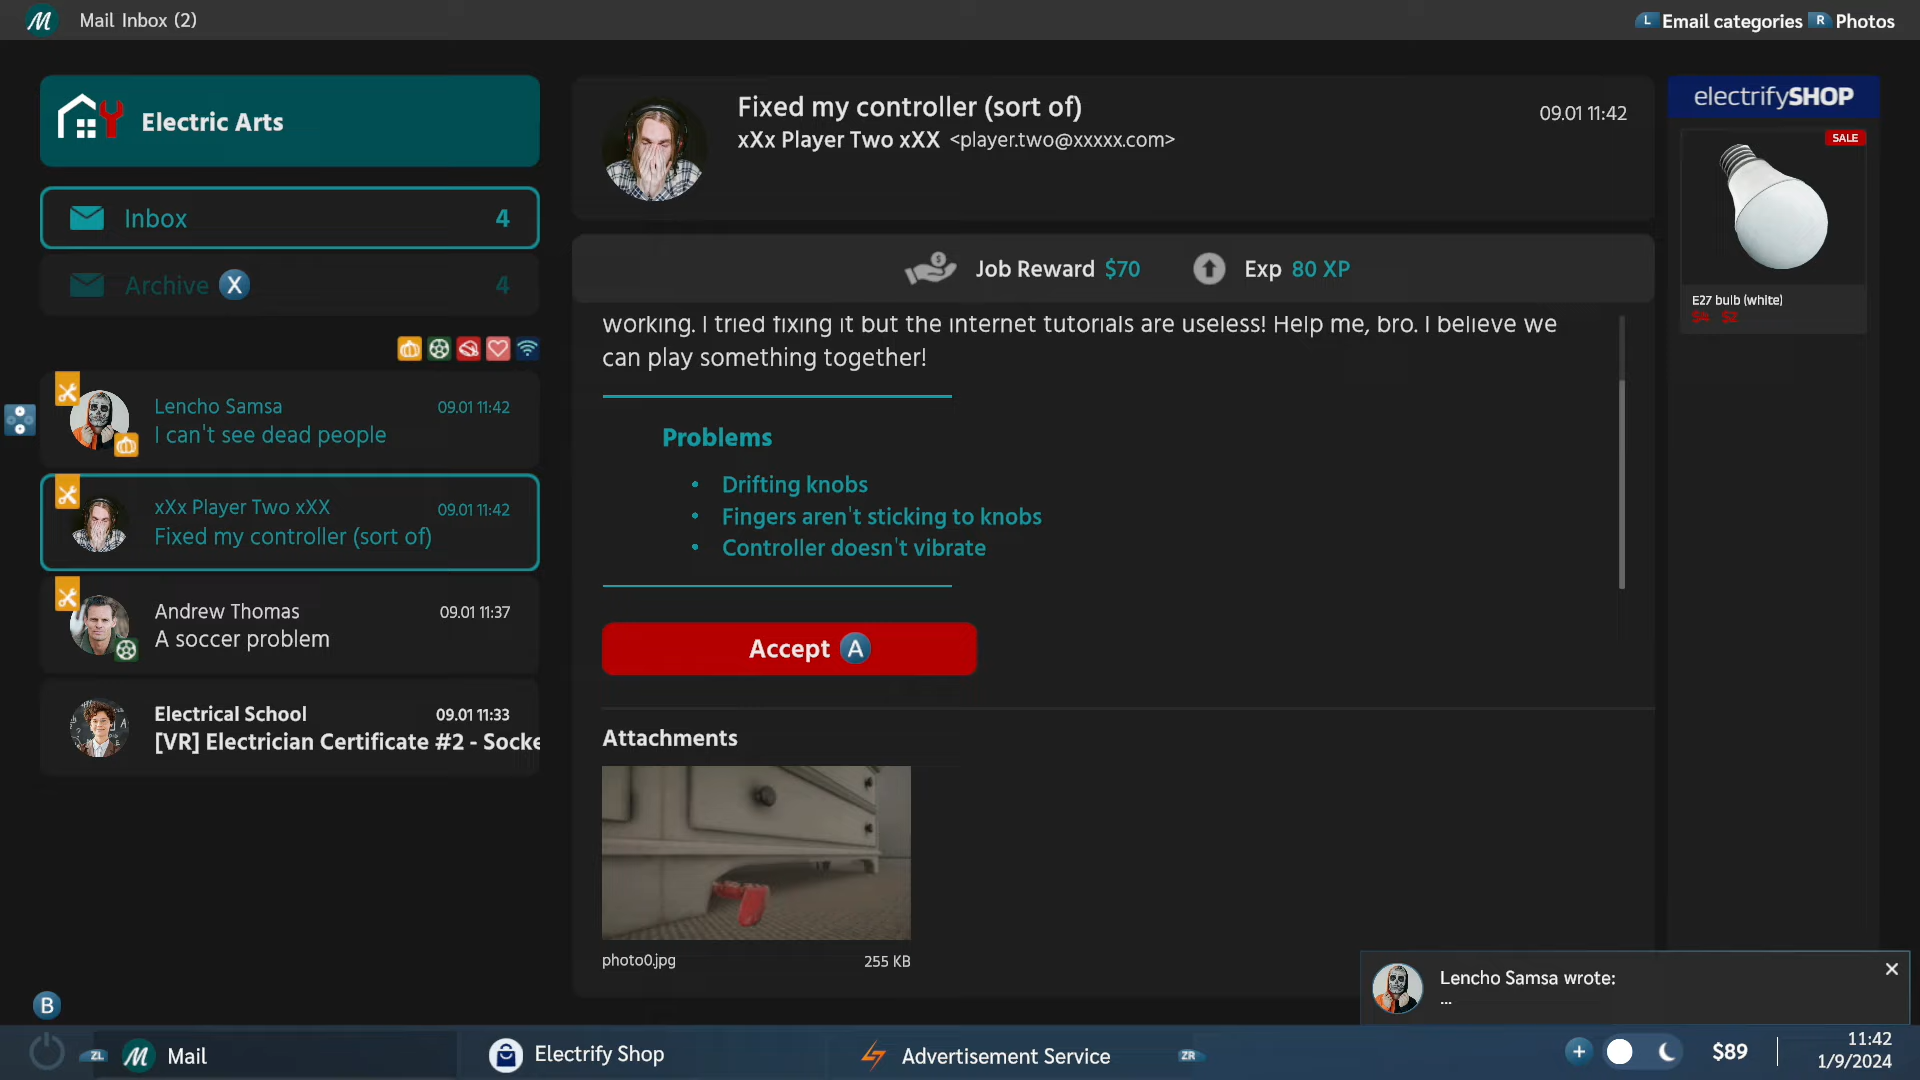 M Mail Inbox (2)
L Email categories R Photos
Electric Arts
Inbox 4
Archive X 4
Lencho Samsa 09.01 11:42
I can't see dead people
xXx Player Two xXX 09.01 11:42
Fixed my controller (sort of)
Andrew Thomas 09.01 11:37
A soccer problem
Electrical School 09.01 11:33
[VR] Electrician Certificate #2 - Socke
B
Fixed my controller (sort of)
xXx Player Two xXX <player.two@xxxxx.com>
09.01 11:42
Job Reward $70 Exp 80 XP
working. I tried fixing it but the internet tutorials are useless! Help me, bro. I believe we
can play something together!
Problems
• Drifting knobs
• Fingers aren't sticking to knobs
• Controller doesn't vibrate
Accept A
Attachments
photo0.jpg 255 KB
electrifySHOP
SALE
E27 bulb (white)
$4 $2
Lencho Samsa wrote:
...
ZL M Mail
Electrify Shop
Advertisement Service ZR
+ $89
11:42
1/9/2024